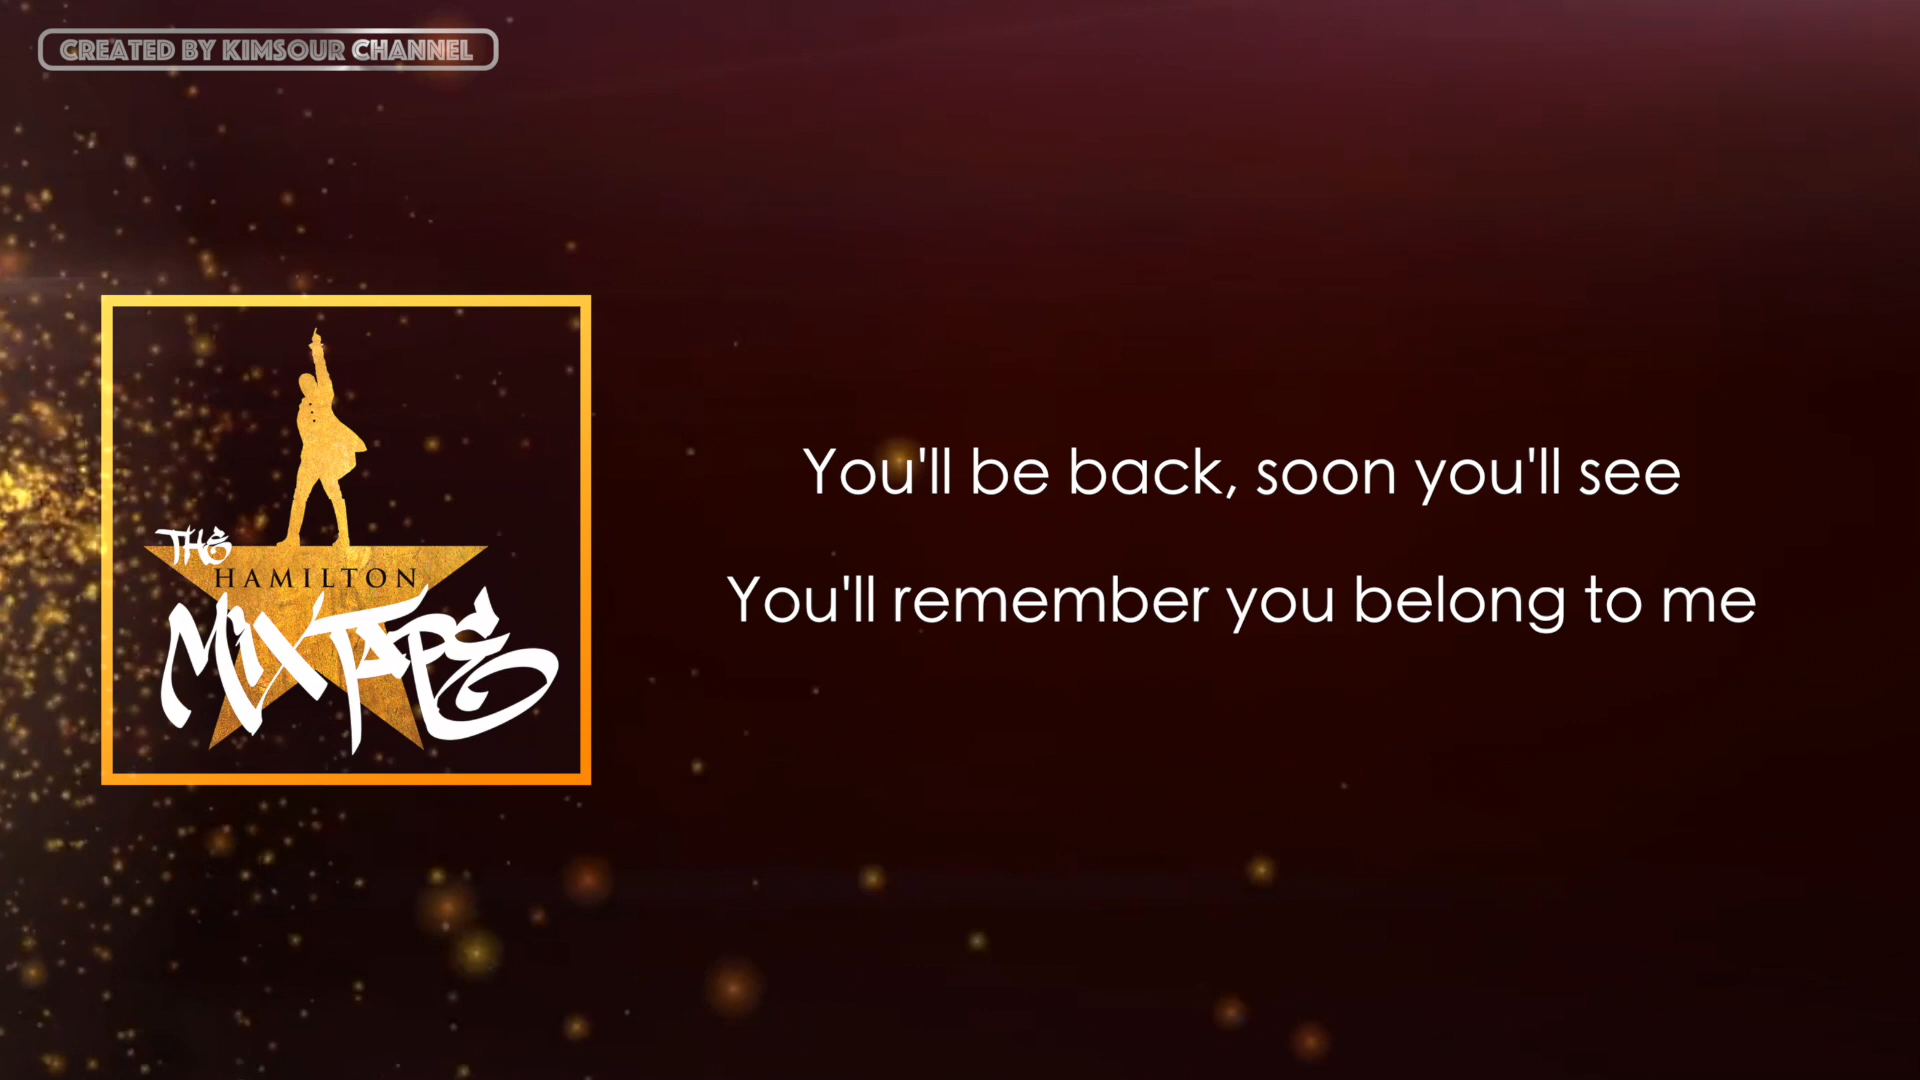 CREATED BY KIMSOUR CHANNEL
THE
HAMILTON
MIXTAPE
You'll be back, soon you'll see
You'll remember you belong to me